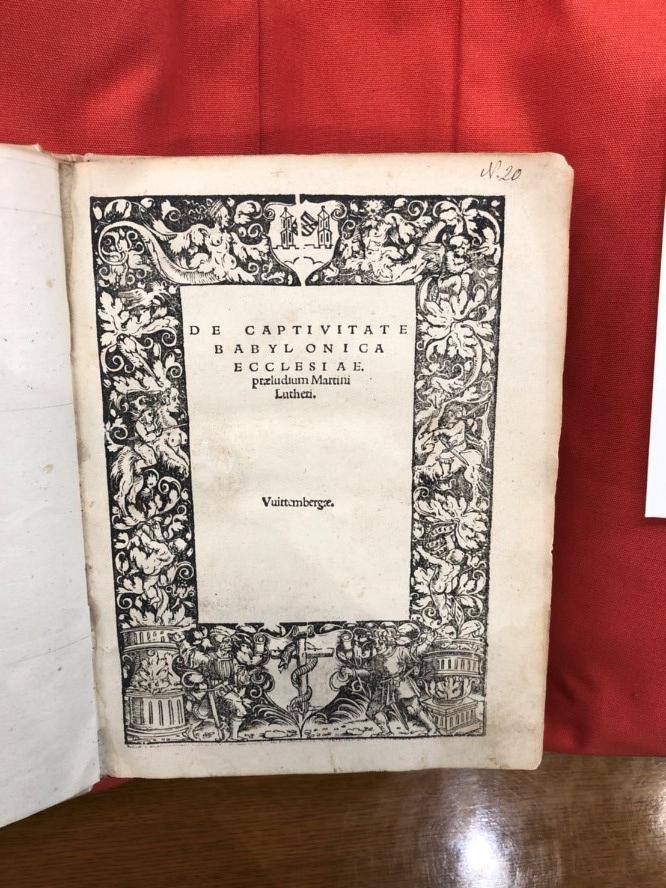 N. 20
DE CAPTIVITATE
BABYLONICA
ECCLESIAE.
præludium Martini
Lutheri.
Vuittembergæ.